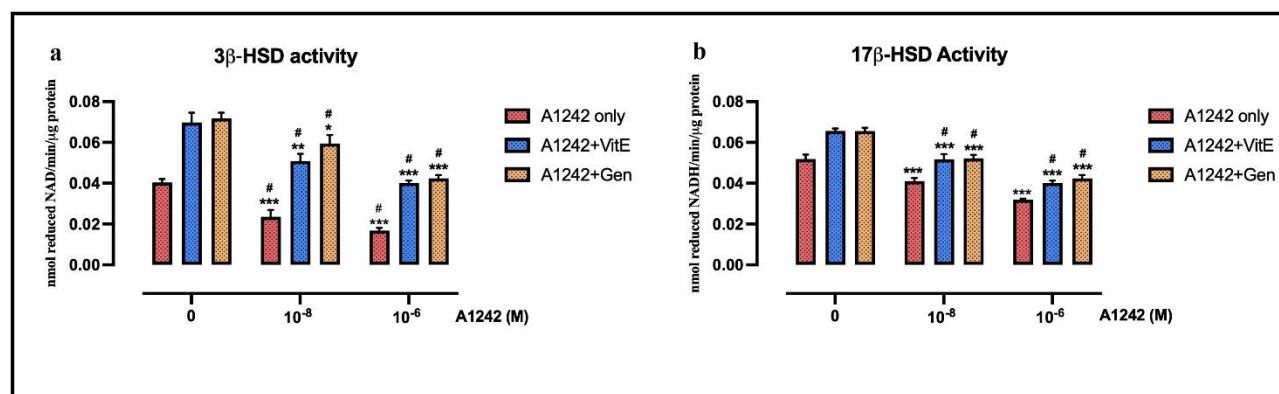 a
3β-HSD activity
nmol reduced NAD/min/µg protein
0.08
0.06
0.04
0.02
0.00
#
***
#
**
#
*
#
***
#
***
#
***
0
10-8
10-6
A1242 (M)
A1242 only
A1242+VitE
A1242+Gen
b
17β-HSD Activity
nmol reduced NADH/min/µg protein
0.08
0.06
0.04
0.02
0.00
***
#
***
#
***
***
#
***
#
***
0
10-8
10-6
A1242 (M)
A1242 only
A1242+VitE
A1242+Gen